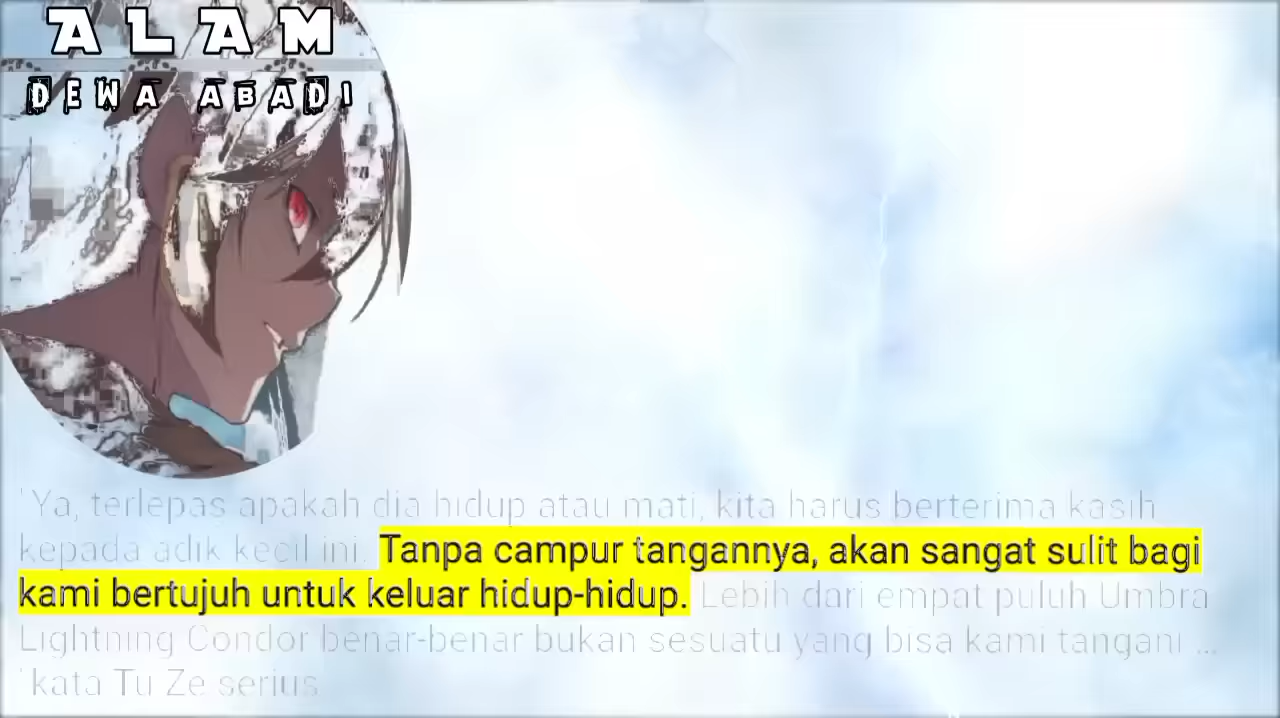 ALAM
DEWA ABADI
'Ya, terlepas apakah dia hidup atau mati, kita harus berterima kasih
kepada adik kecil ini. Tanpa campur tangannya, akan sangat sulit bagi
kami bertujuh untuk keluar hidup-hidup. Lebih dari empat puluh Umbra
Lightning Condor benar-benar bukan sesuatu yang bisa kami tangani ...
'kata Tu Ze serius.